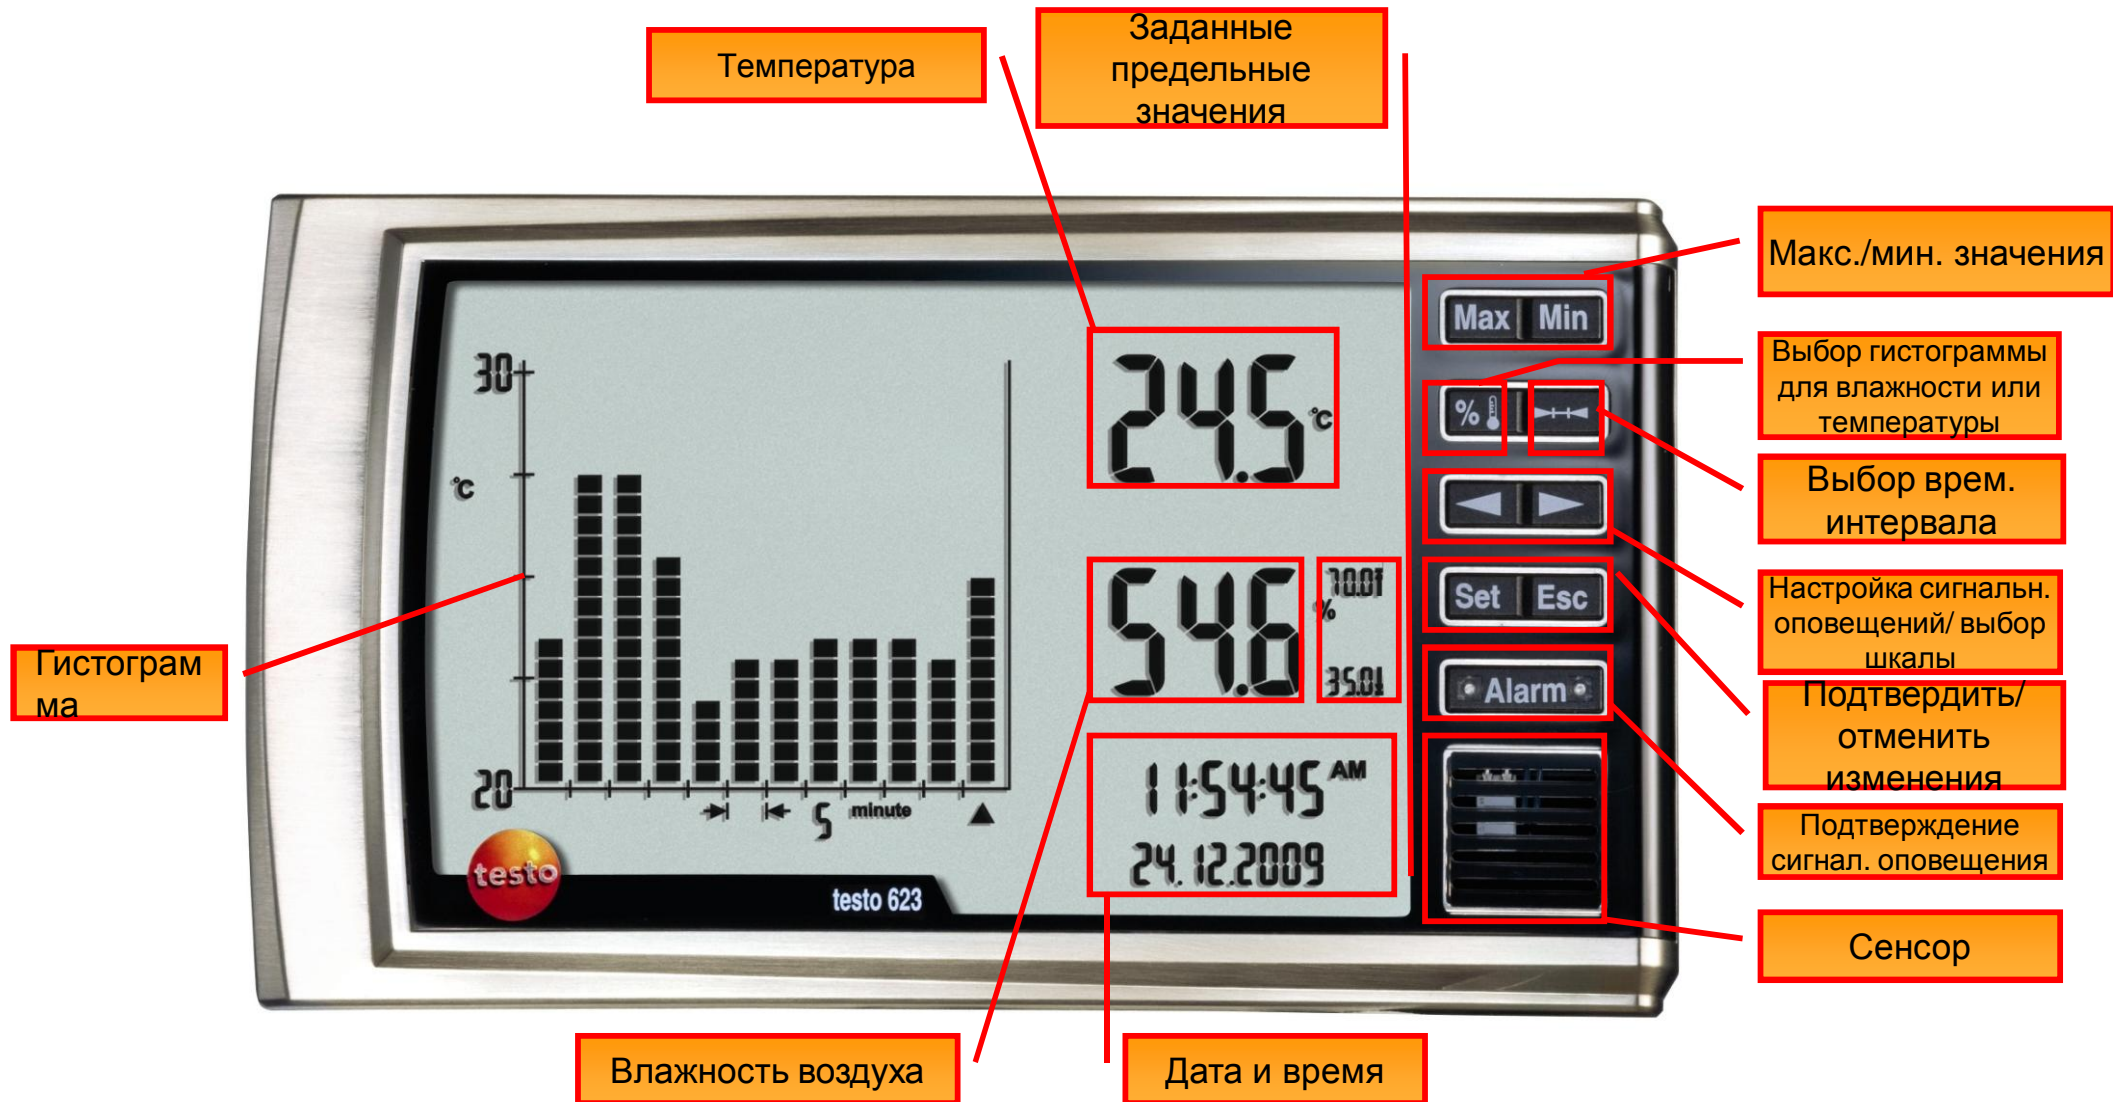 Температура
Заданные
предельные
значения
Макс./мин. значения
Выбор гистограммы
для влажности или
температуры
Выбор врем.
интервала
Настройка сигнальн.
оповещений/ выбор
шкалы
Подтвердить/
отменить
изменения
Подтверждение
сигнал. оповещения
Сенсор
Гистограм
ма
Влажность воздуха
Дата и время
30
°C
20
5 minute
24.5 °C
54.6 %
70.0
35.0
11:54:45 AM
24.12.2009
testo
testo 623
Max Min
%
Set Esc
Alarm